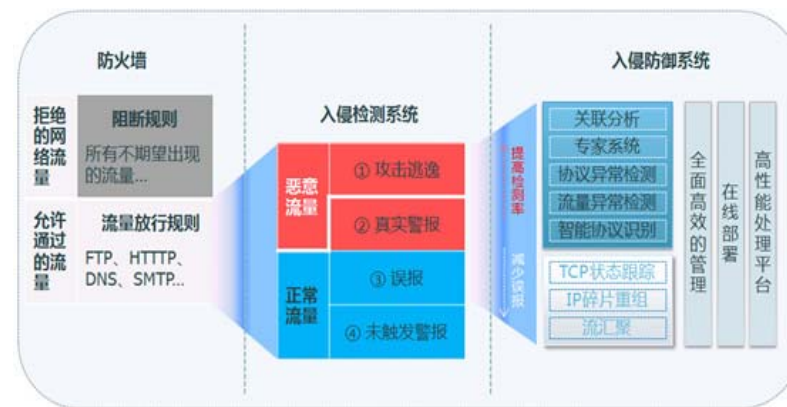 防火墙
拒绝
的网
络流
量
阻断规则
所有不期望出现
的流量...
允许
通过
的流
量
流量放行规则
FTP、HTTTP、
DNS、SMTP...
入侵检测系统
恶意
流量
① 攻击逃逸
② 真实警报
正常
流量
③ 误报
④ 未触发警报
入侵防御系统
提高检测率
减少误报
关联分析
专家系统
协议异常检测
流量异常检测
智能协议识别
TCP状态跟踪
IP碎片重组
流汇聚
全面高效的管理
在线部署
高性能处理平台